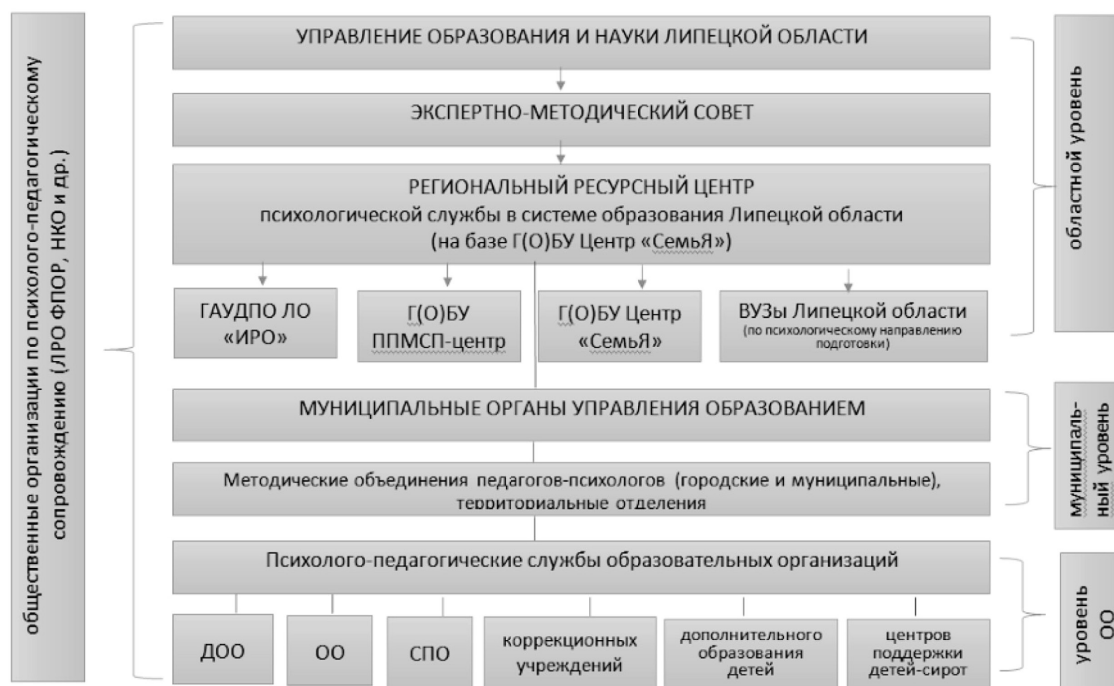 общественные организации по психолого-педагогическому
сопровождению (ЛРО ФПОР, НКО и др.)
УПРАВЛЕНИЕ ОБРАЗОВАНИЯ И НАУКИ ЛИПЕЦКОЙ ОБЛАСТИ
ЭКСПЕРТНО-МЕТОДИЧЕСКИЙ СОВЕТ
РЕГИОНАЛЬНЫЙ РЕСУРСНЫЙ ЦЕНТР
психологической службы в системе образования Липецкой области
(на базе Г(О)БУ Центр «СемьЯ»)
ГАУДПО ЛО
«ИРО»
Г(О)БУ
ППМСП-центр
Г(О)БУ Центр
«СемьЯ»
ВУЗы Липецкой области
(по психологическому направлению
подготовки)
областной уровень
МУНИЦИПАЛЬНЫЕ ОРГАНЫ УПРАВЛЕНИЯ ОБРАЗОВАНИЕМ
Методические объединения педагогов-психологов (городские и муниципальные),
территориальные отделения
муниципаль-
ный уровень
Психолого-педагогические службы образовательных организаций
ДОО
ОО
СПО
коррекционных
учреждений
дополнительного
образования
детей
центров
поддержки
детей-сирот
уровень
ОО